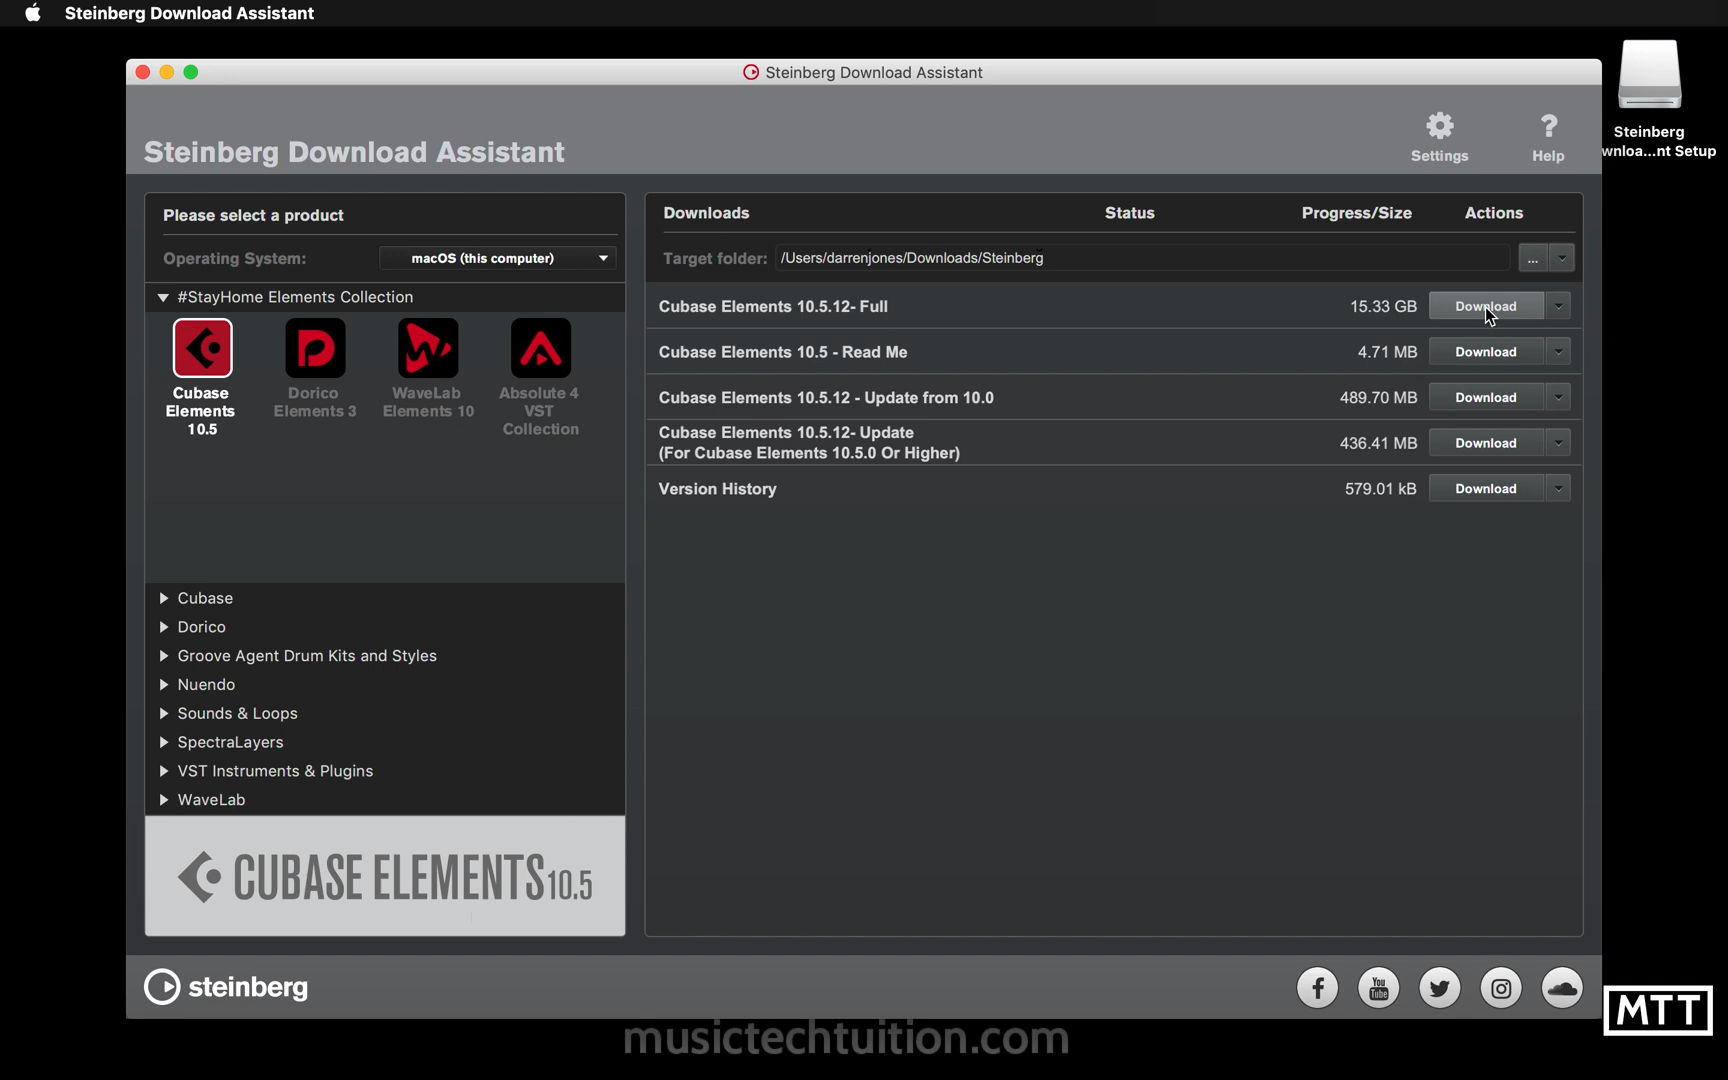 Steinberg Download Assistant
Steinberg Download Assistant
Steinberg
wnloa...nt Setup
Steinberg Download Assistant
Settings
? Help
Please select a product
Operating System: macOS (this computer)
#StayHome Elements Collection
Cubase
Elements
10.5
Dorico
Elements 3
WaveLab
Elements 10
Absolute 4
VST
Collection
Cubase
Dorico
Groove Agent Drum Kits and Styles
Nuendo
Sounds & Loops
SpectraLayers
VST Instruments & Plugins
WaveLab
CUBASE ELEMENTS 10.5
Downloads Status Progress/Size Actions
Target folder: /Users/darrenjones/Downloads/Steinberg ...
Cubase Elements 10.5.12- Full 15.33 GB Download
Cubase Elements 10.5 - Read Me 4.71 MB Download
Cubase Elements 10.5.12 - Update from 10.0 489.70 MB Download
Cubase Elements 10.5.12- Update
(For Cubase Elements 10.5.0 Or Higher) 436.41 MB Download
Version History 579.01 kB Download
steinberg
You
Tube
MTT
musictechtuition.com